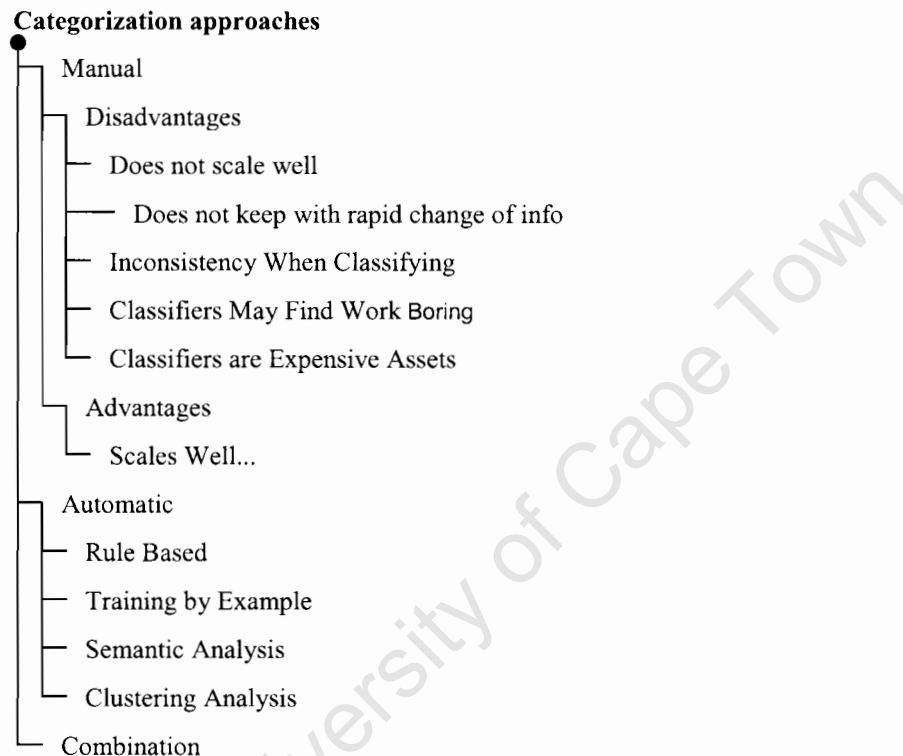 Categorization approaches
Manual
Disadvantages
Does not scale well
Does not keep with rapid change of info
Inconsistency When Classifying
Classifiers May Find Work Boring
Classifiers are Expensive Assets
Advantages
Scales Well...
Automatic
Rule Based
Training by Example
Semantic Analysis
Clustering Analysis
Combination
versity of Cape Town